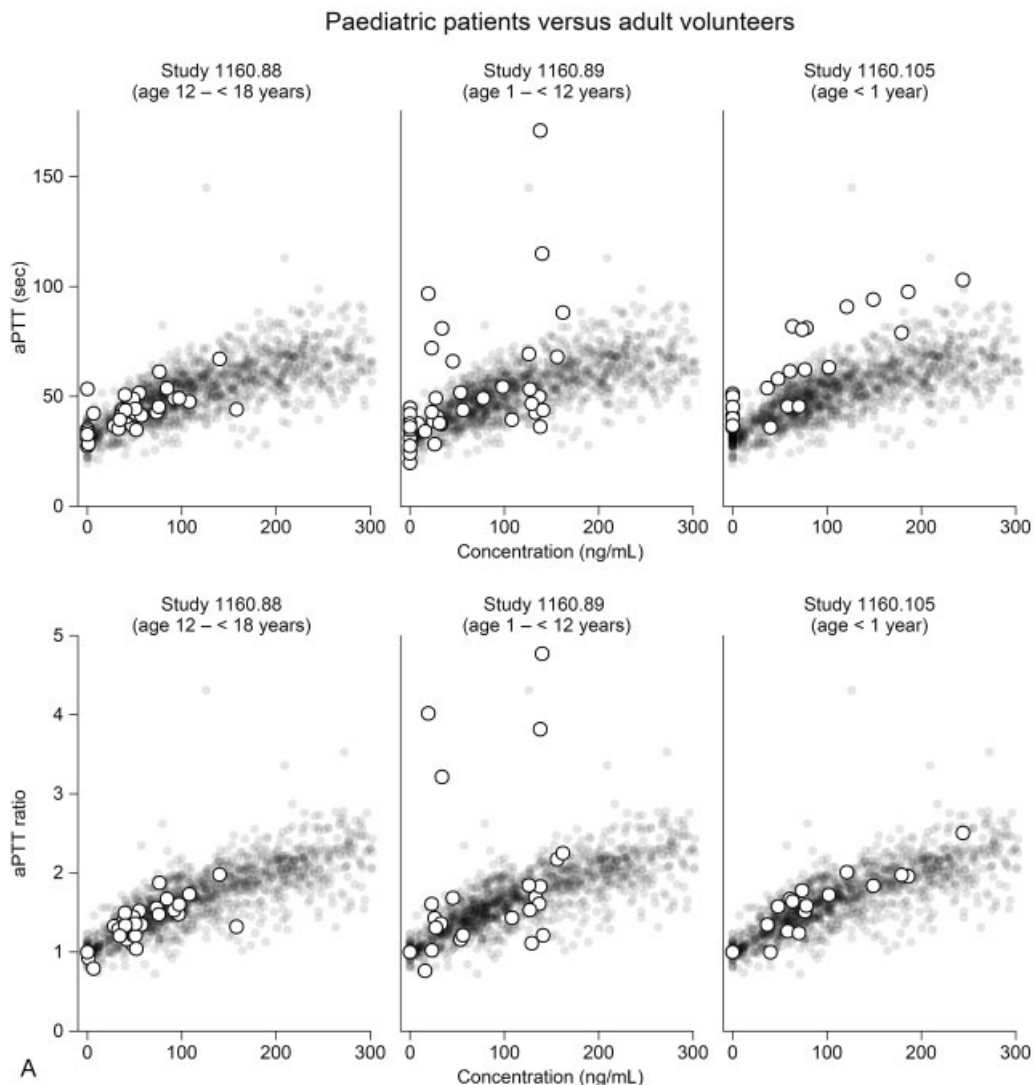 Paediatric patients versus adult volunteers
Study 1160.88
(age 12 – < 18 years)
Study 1160.89
(age 1 – < 12 years)
Study 1160.105
(age < 1 year)
aPTT (sec)
150
100
50
0
0 100 200 300
0 100 200 300
0 100 200 300
Concentration (ng/mL)
Study 1160.88
(age 12 – < 18 years)
Study 1160.89
(age 1 – < 12 years)
Study 1160.105
(age < 1 year)
aPTT ratio
5
4
3
2
1
0
0 100 200 300
0 100 200 300
0 100 200 300
Concentration (ng/mL)
A